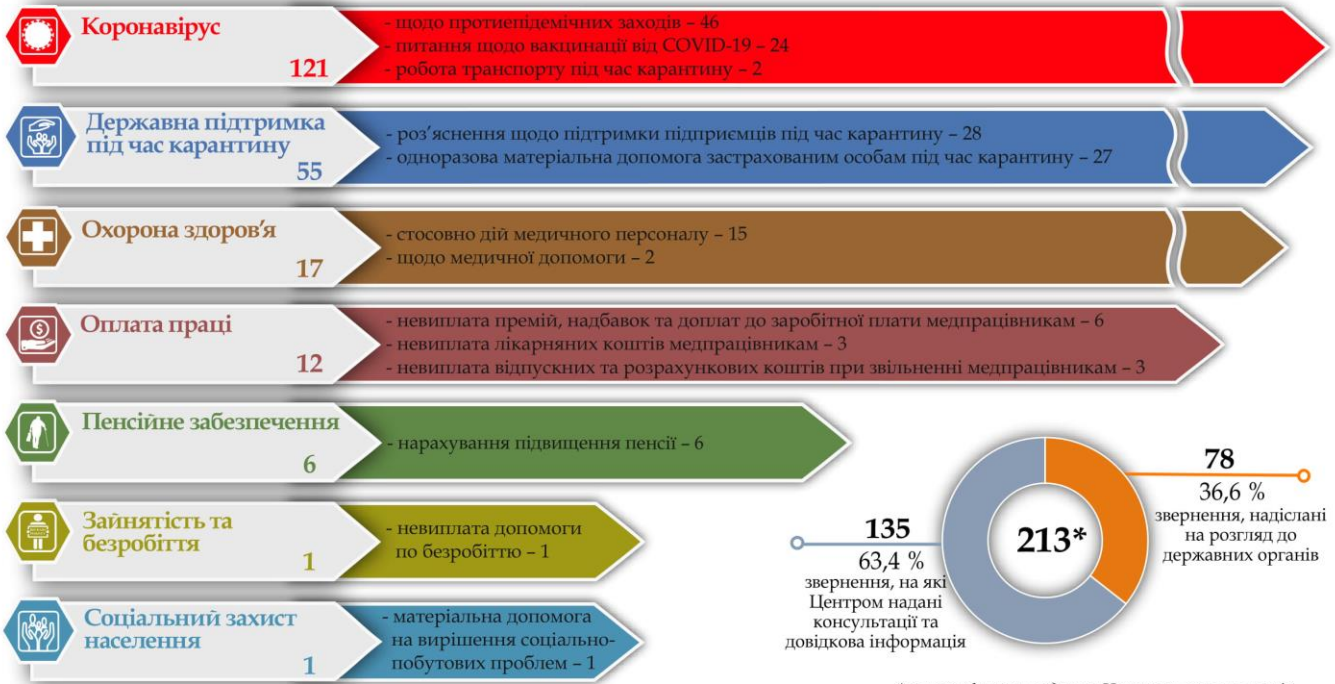 Коронавірус
121
- щодо протиепідемічних заходів – 46
- питання щодо вакцинації від COVID-19 – 24
- робота транспорту під час карантину – 2
Державна підтримка
під час карантину
55
- роз’яснення щодо підтримки підприємців під час карантину – 28
- одноразова матеріальна допомога застрахованим особам під час карантину – 27
Охорона здоров’я
17
- стосовно дій медичного персоналу – 15
- щодо медичної допомоги – 2
Оплата праці
12
- невиплата премій, надбавок та доплат до заробітної плати медпрацівникам – 6
- невиплата лікарняних коштів медпрацівникам – 3
- невиплата відпускних та розрахункових коштів при звільненні медпрацівникам – 3
Пенсійне забезпечення
6
- нарахування підвищення пенсії – 6
Зайнятість та
безробіття
1
- невиплата допомоги
по безробіттю – 1
Соціальний захист
населення
1
- матеріальна допомога
на вирішення соціально-
побутових проблем – 1
213*
78
36,6 %
звернення, надіслані
на розгляд до
державних органів
135
63,4 %
звернення, на які
Центром надані
консультації та
довідкова інформація